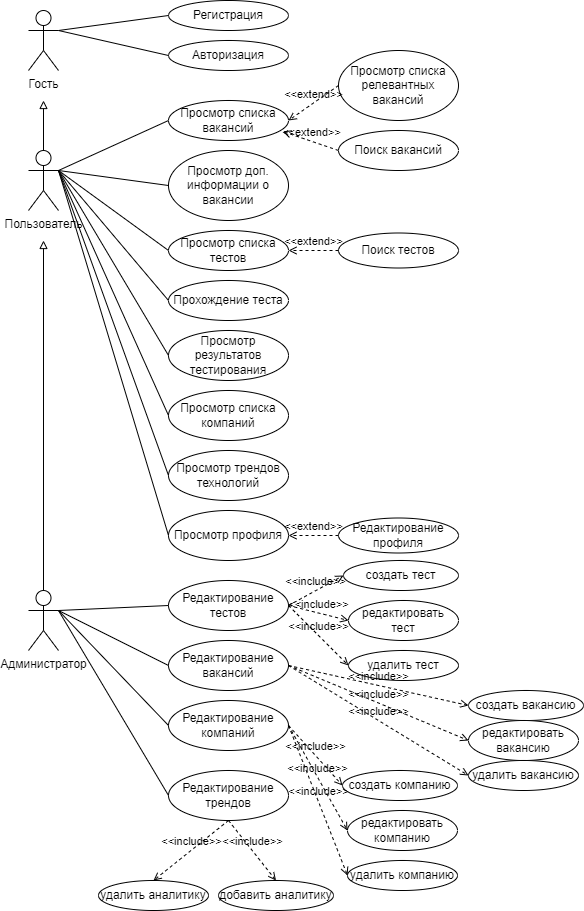 Регистрация
Авторизация
Гость
Просмотр списка
релевантных
вакансий
<<extend>>
Просмотр списка
вакансий
<<extend>>
Поиск вакансий
Просмотр доп.
информации о
вакансии
Пользователь
Просмотр списка
тестов
<<extend>>
Поиск тестов
Прохождение теста
Просмотр
результатов
тестирования
Просмотр списка
компаний
Просмотр трендов
технологий
Просмотр профиля
<<extend>>
Редактирование
профиля
Администратор
Редактирование
тестов
<<include>>
<<include>>
<<include>>
создать тест
редактировать
тест
удалить тест
Редактирование
вакансий
<<include>>
<<include>>
<<include>>
создать вакансию
редактировать
вакансию
удалить вакансию
Редактирование
компаний
<<include>>
<<include>>
<<include>>
создать компанию
редактировать
компанию
удалить компанию
Редактирование
трендов
<<include>>
<<include>>
удалить аналитику
добавить аналитику